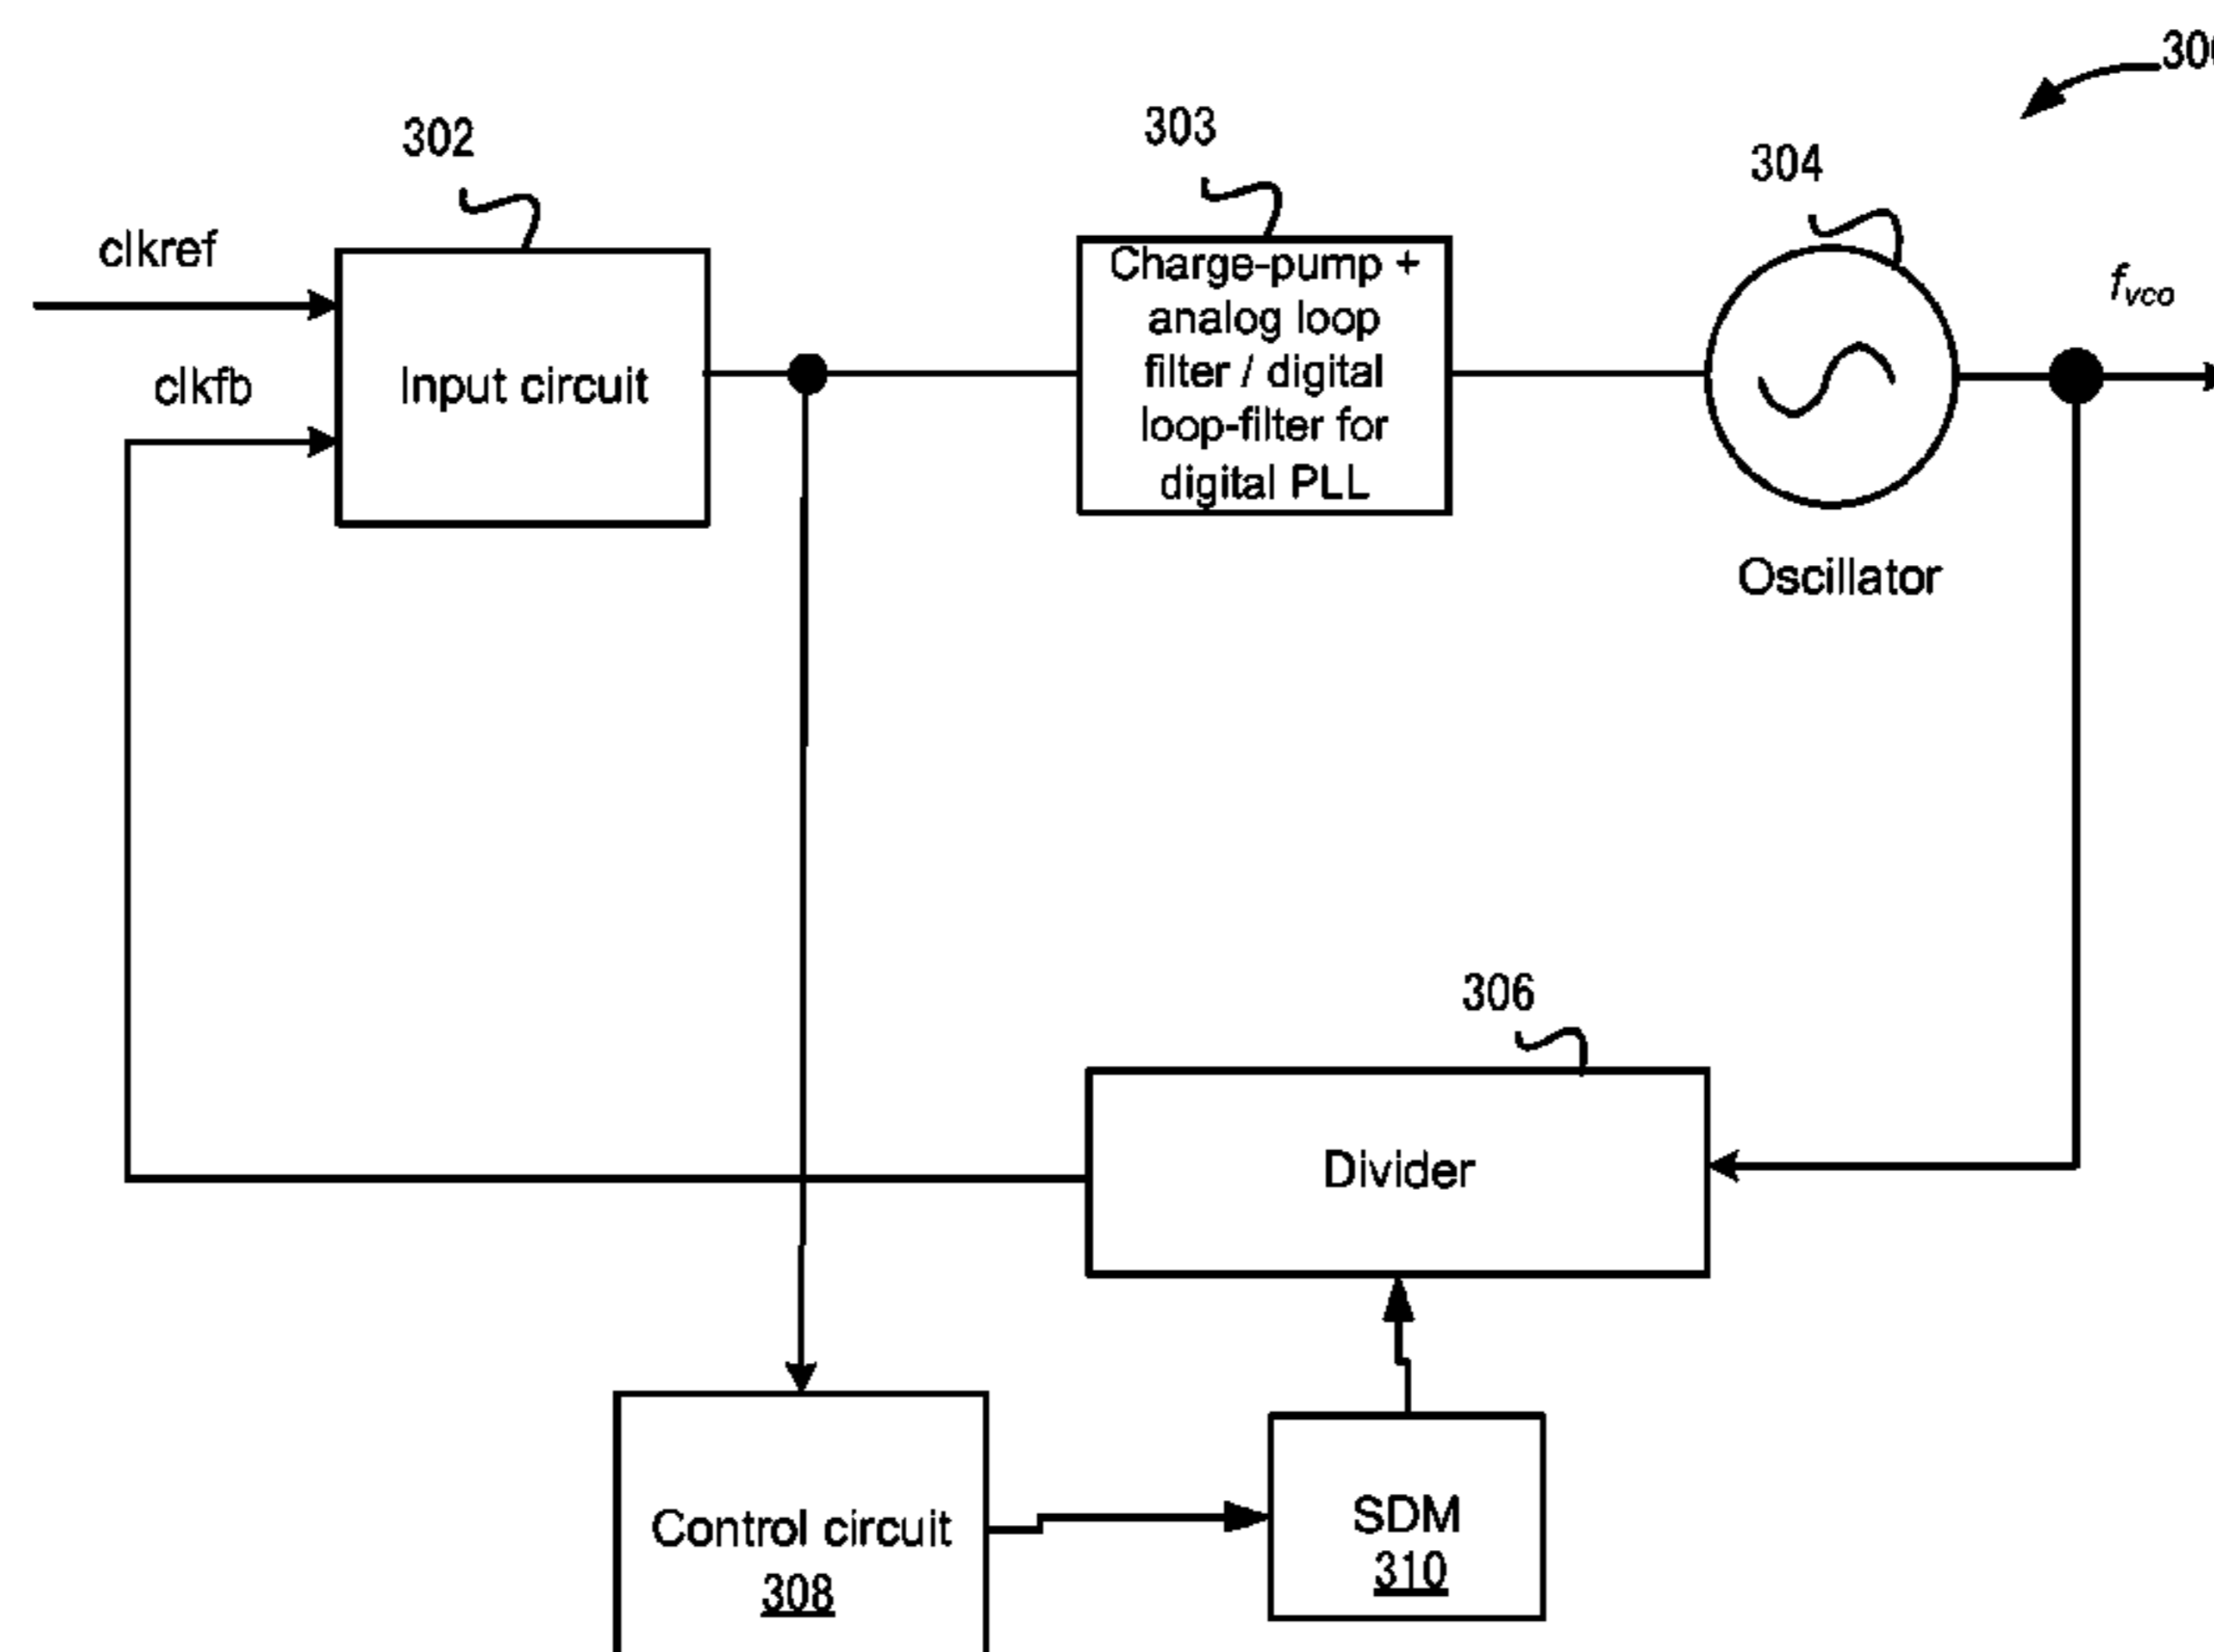 302
303
304
clkref
clkfb
Input circuit
Charge-pump +
analog loop
filter / digital
loop-filter for
digital PLL
fvco
Oscillator
306
Divider
Control circuit
308
SDM
310